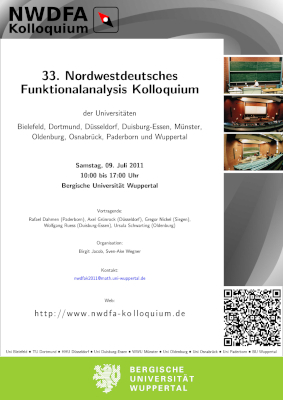 NWDFA
Kolloquium
33. Nordwestdeutsches
Funktionalanalysis Kolloquium
der Universitäten
Bielefeld, Dortmund, Düsseldorf, Duisburg-Essen, Münster,
Oldenburg, Osnabrück, Paderborn und Wuppertal
Samstag, 09. Juli 2011
10:00 bis 17:00 Uhr
Bergische Universität Wuppertal
Vortragende:
Rafael Dahmen (Paderborn), Axel Grünrock (Düsseldorf), Gregor Nickel (Siegen),
Wolfgang Ruess (Duisburg-Essen), Ursula Schwarting (Oldenburg)
Organisation:
Birgit Jacob, Sven-Ake Wegner
Kontakt:
nwdfak2011@math.uni-wuppertal.de
Web:
http://www.nwdfa-kolloquium.de
Uni Bielefeld ● TU Dortmund ● HHU Düsseldorf ● Uni Duisburg-Essen ● WWU Münster ● Uni Oldenburg ● Uni Osnabrück ● Uni Paderborn ● BU Wuppertal
BERGISCHE
UNIVERSITÄT
WUPPERTAL